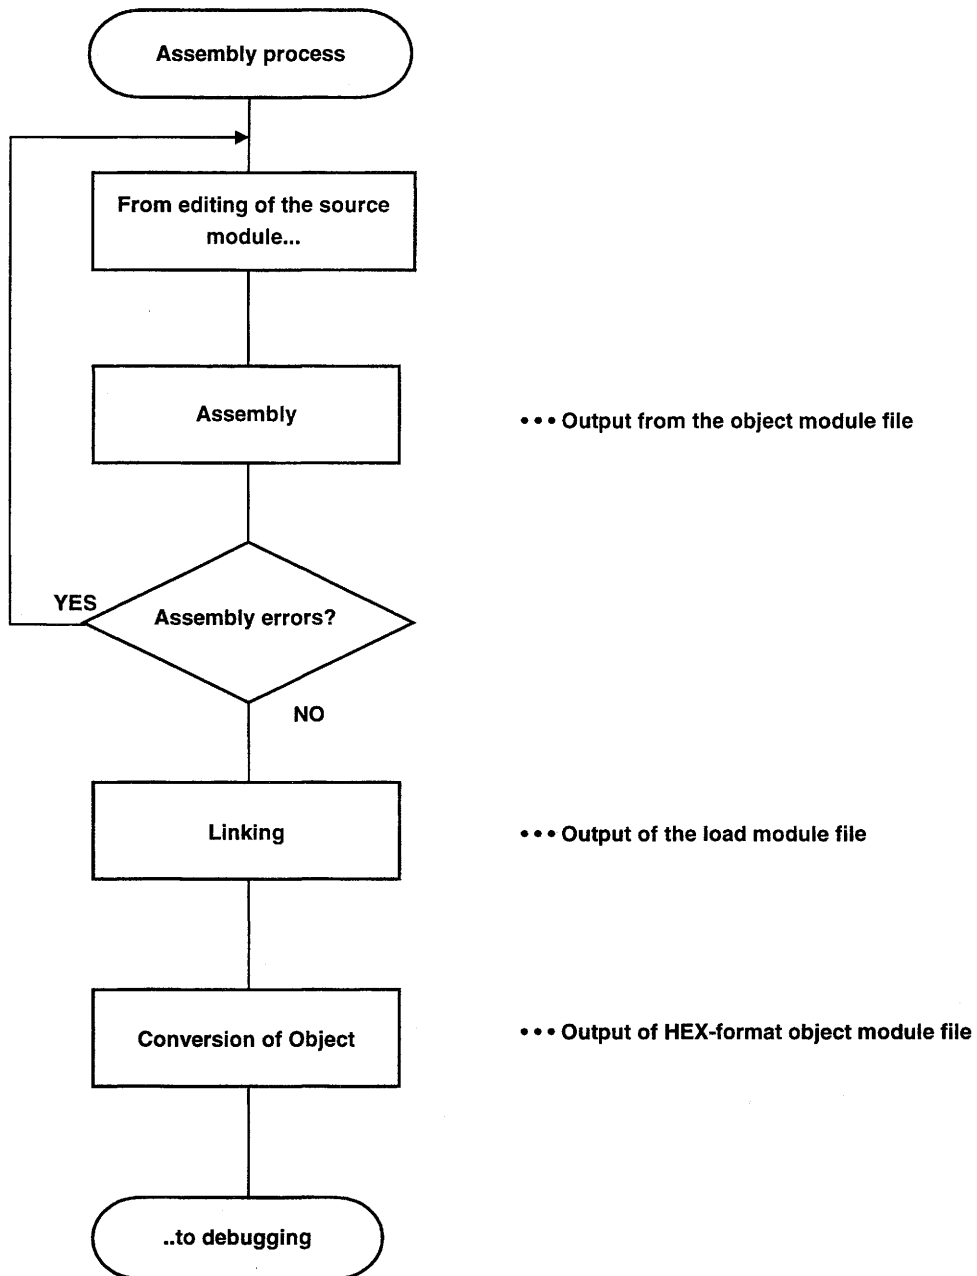 Assembly process
From editing of the source
module...
Assembly
••• Output from the object module file
YES
Assembly errors?
NO
Linking
••• Output of the load module file
Conversion of Object
••• Output of HEX-format object module file
..to debugging